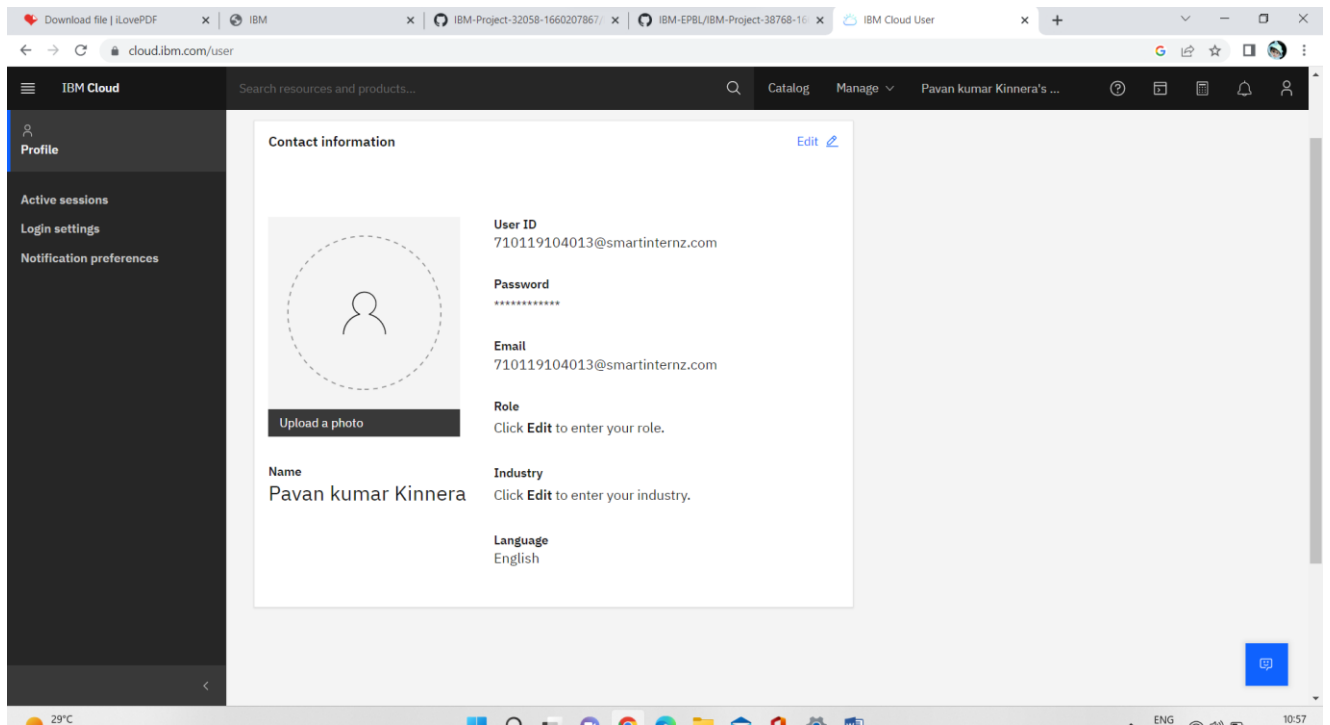 Download file | iLovePDF
IBM
IBM-Project-32058-1660207867/
IBM-EPBL/IBM-Project-38768-16
IBM Cloud User
cloud.ibm.com/user
IBM Cloud
Search resources and products...
Catalog
Manage
Pavan kumar Kinnera's ...
Profile
Active sessions
Login settings
Notification preferences
Contact information
Edit
User ID
710119104013@smartinternz.com
Password
************
Email
710119104013@smartinternz.com
Role
Click Edit to enter your role.
Upload a photo
Name
Pavan kumar Kinnera
Industry
Click Edit to enter your industry.
Language
English
29°C
ENG
10:57